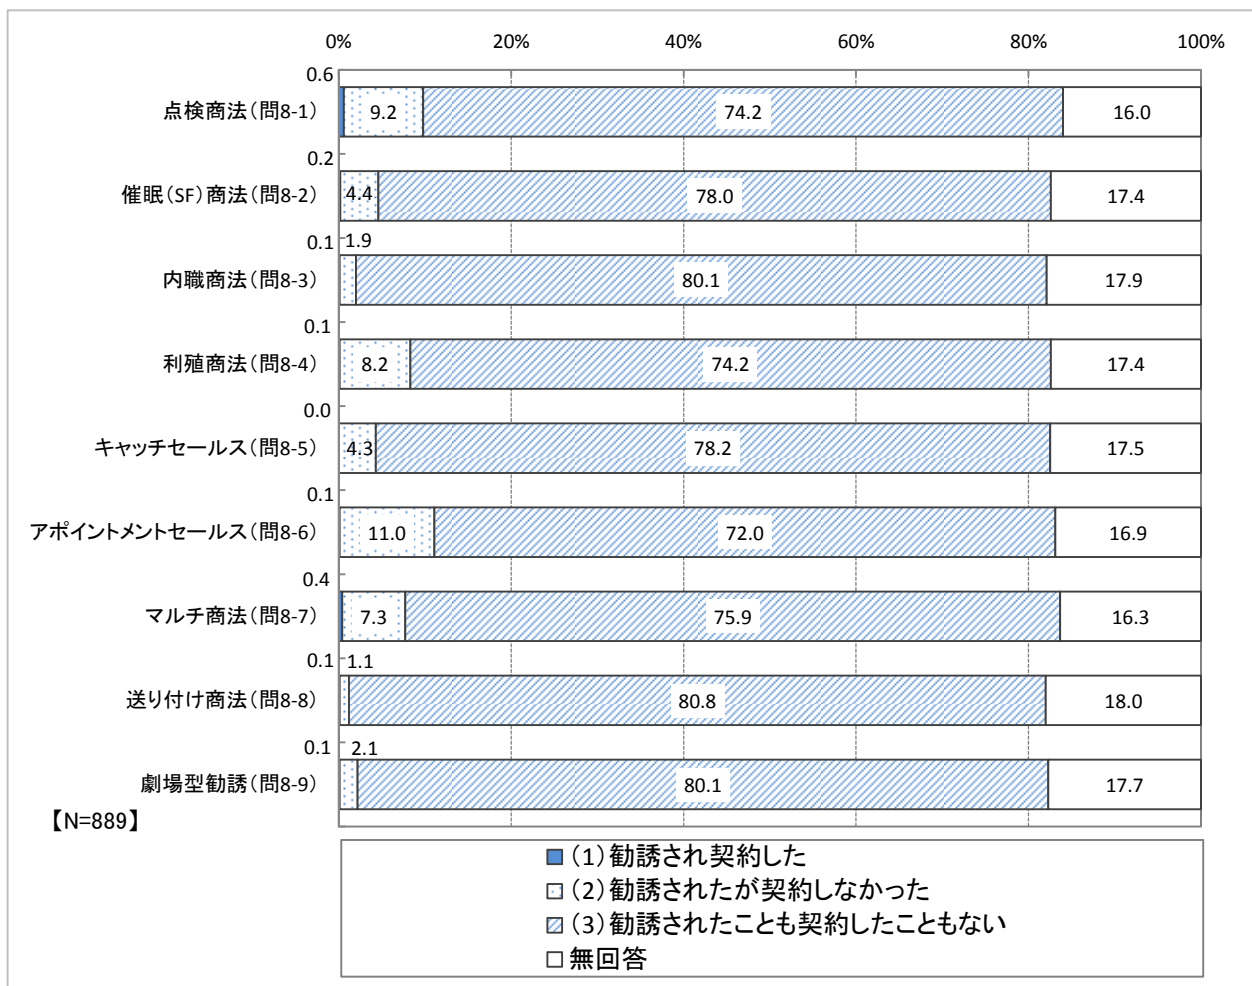 0% 20% 40% 60% 80% 100%
0.6
点検商法(問8-1) 9.2 74.2 16.0
0.2
催眠(SF)商法(問8-2) 4.4 78.0 17.4
0.1 1.9
内職商法(問8-3) 80.1 17.9
0.1
利殖商法(問8-4) 8.2 74.2 17.4
0.0
キャッチセールス(問8-5) 4.3 78.2 17.5
0.1
アポイントメントセールス(問8-6) 11.0 72.0 16.9
0.4
マルチ商法(問8-7) 7.3 75.9 16.3
0.1 1.1
送り付け商法(問8-8) 80.8 18.0
0.1 2.1
劇場型勧誘(問8-9) 80.1 17.7
【N=889】
(1)勧誘され契約した
(2)勧誘されたが契約しなかった
(3)勧誘されたことも契約したこともない
無回答